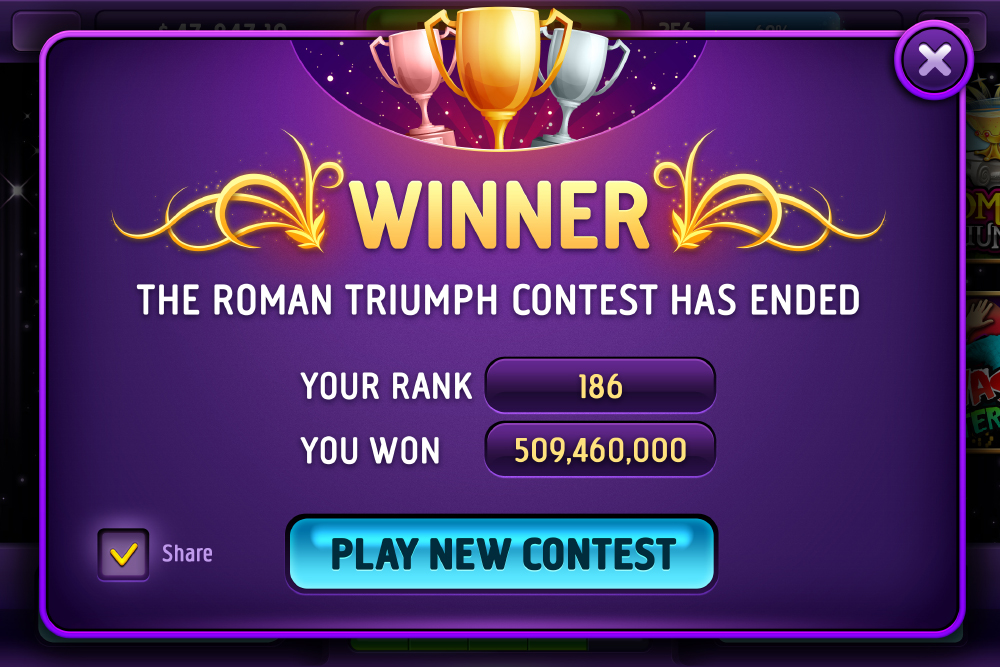 WINNER
THE ROMAN TRIUMPH CONTEST HAS ENDED
YOUR RANK 186
YOU WON 509,460,000
Share
PLAY NEW CONTEST